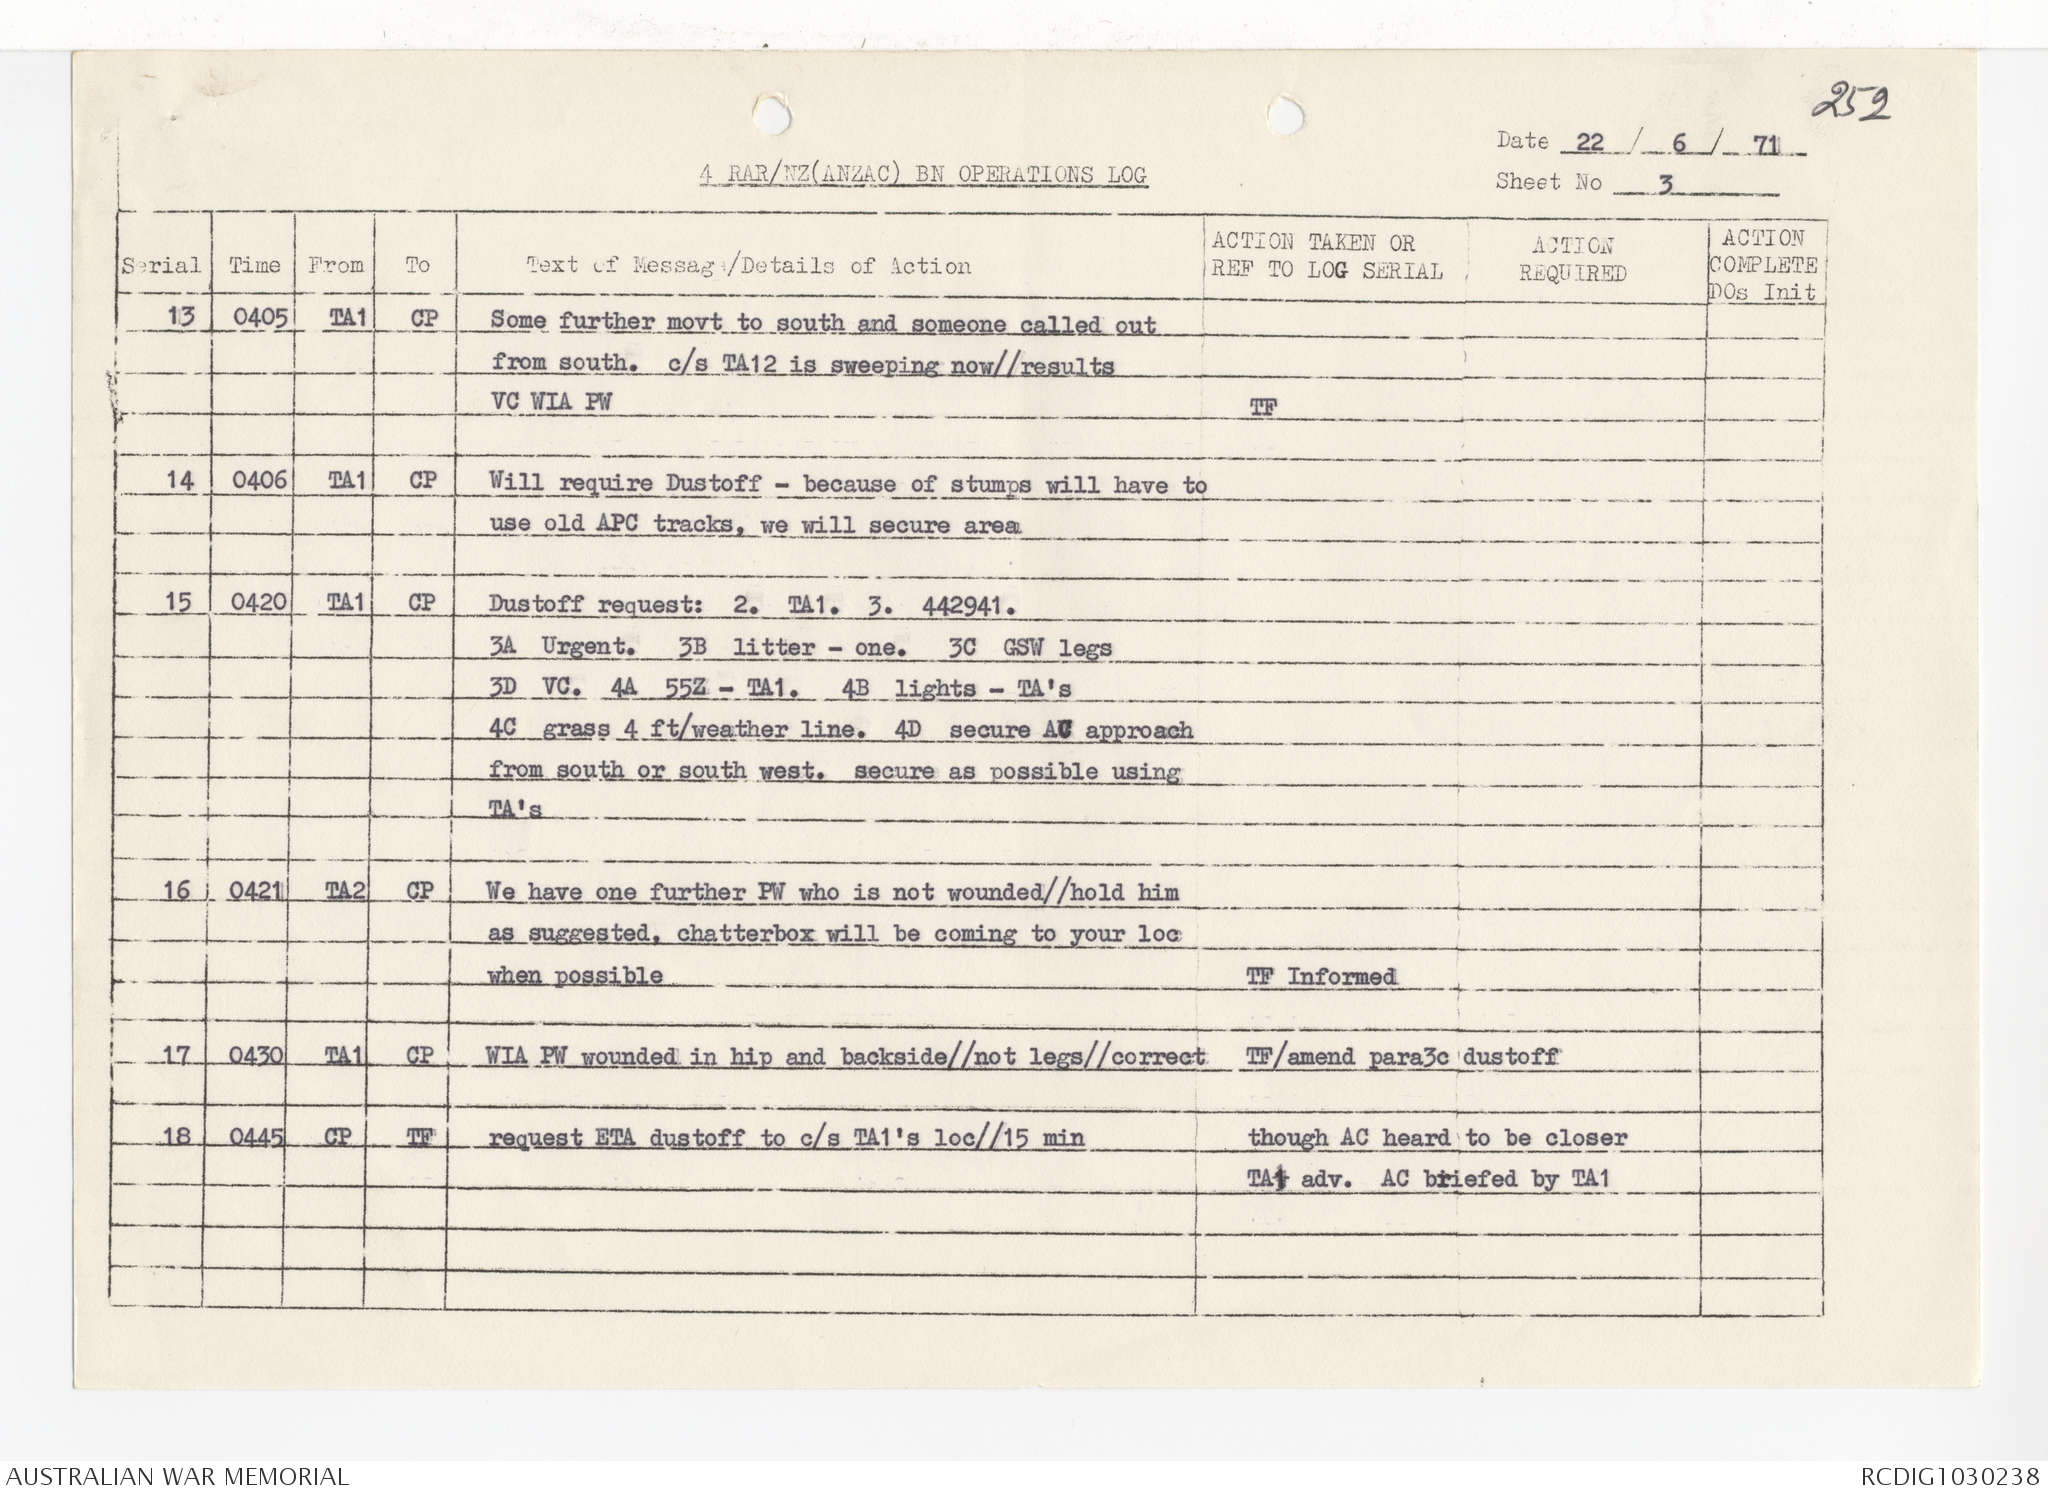 252
Date 22 / 6 / 71
4 RAR/NZ(ANZAC) BN OPERATIONS LOG
Sheet No 3
Serial Time From To Text of Message/Details of Action ACTION TAKEN OR REF TO LOG SERIAL ACTION REQUIRED ACTION COMPLETE DOs Init
13 0405 TA1 CP Some further movt to south and someone called out
from south. c/s TA12 is sweeping now//results
VC WIA PW TF
14 0406 TA1 CP Will require Dustoff - because of stumps will have to
use old APC tracks, we will secure area
15 0420 TA1 CP Dustoff request: 2. TA1. 3. 442941.
3A Urgent. 3B litter - one. 3C GSW legs
3D VC. 4A 55Z - TA1. 4B lights - TA's
4C grass 4 ft/weather line. 4D secure AC approach
from south or south west. secure as possible using
TA's
16 0421 TA2 CP We have one further PW who is not wounded//hold him
as suggested, chatterbox will be coming to your loc
when possible TF Informed
17 0430 TA1 CP WIA PW wounded in hip and backside//not legs//correct TF/amend para3c dustoff
18 0445 CP TF request ETA dustoff to c/s TA1's loc//15 min though AC heard to be closer
TA1 adv. AC briefed by TA1
AUSTRALIAN WAR MEMORIAL RCDIG1030238